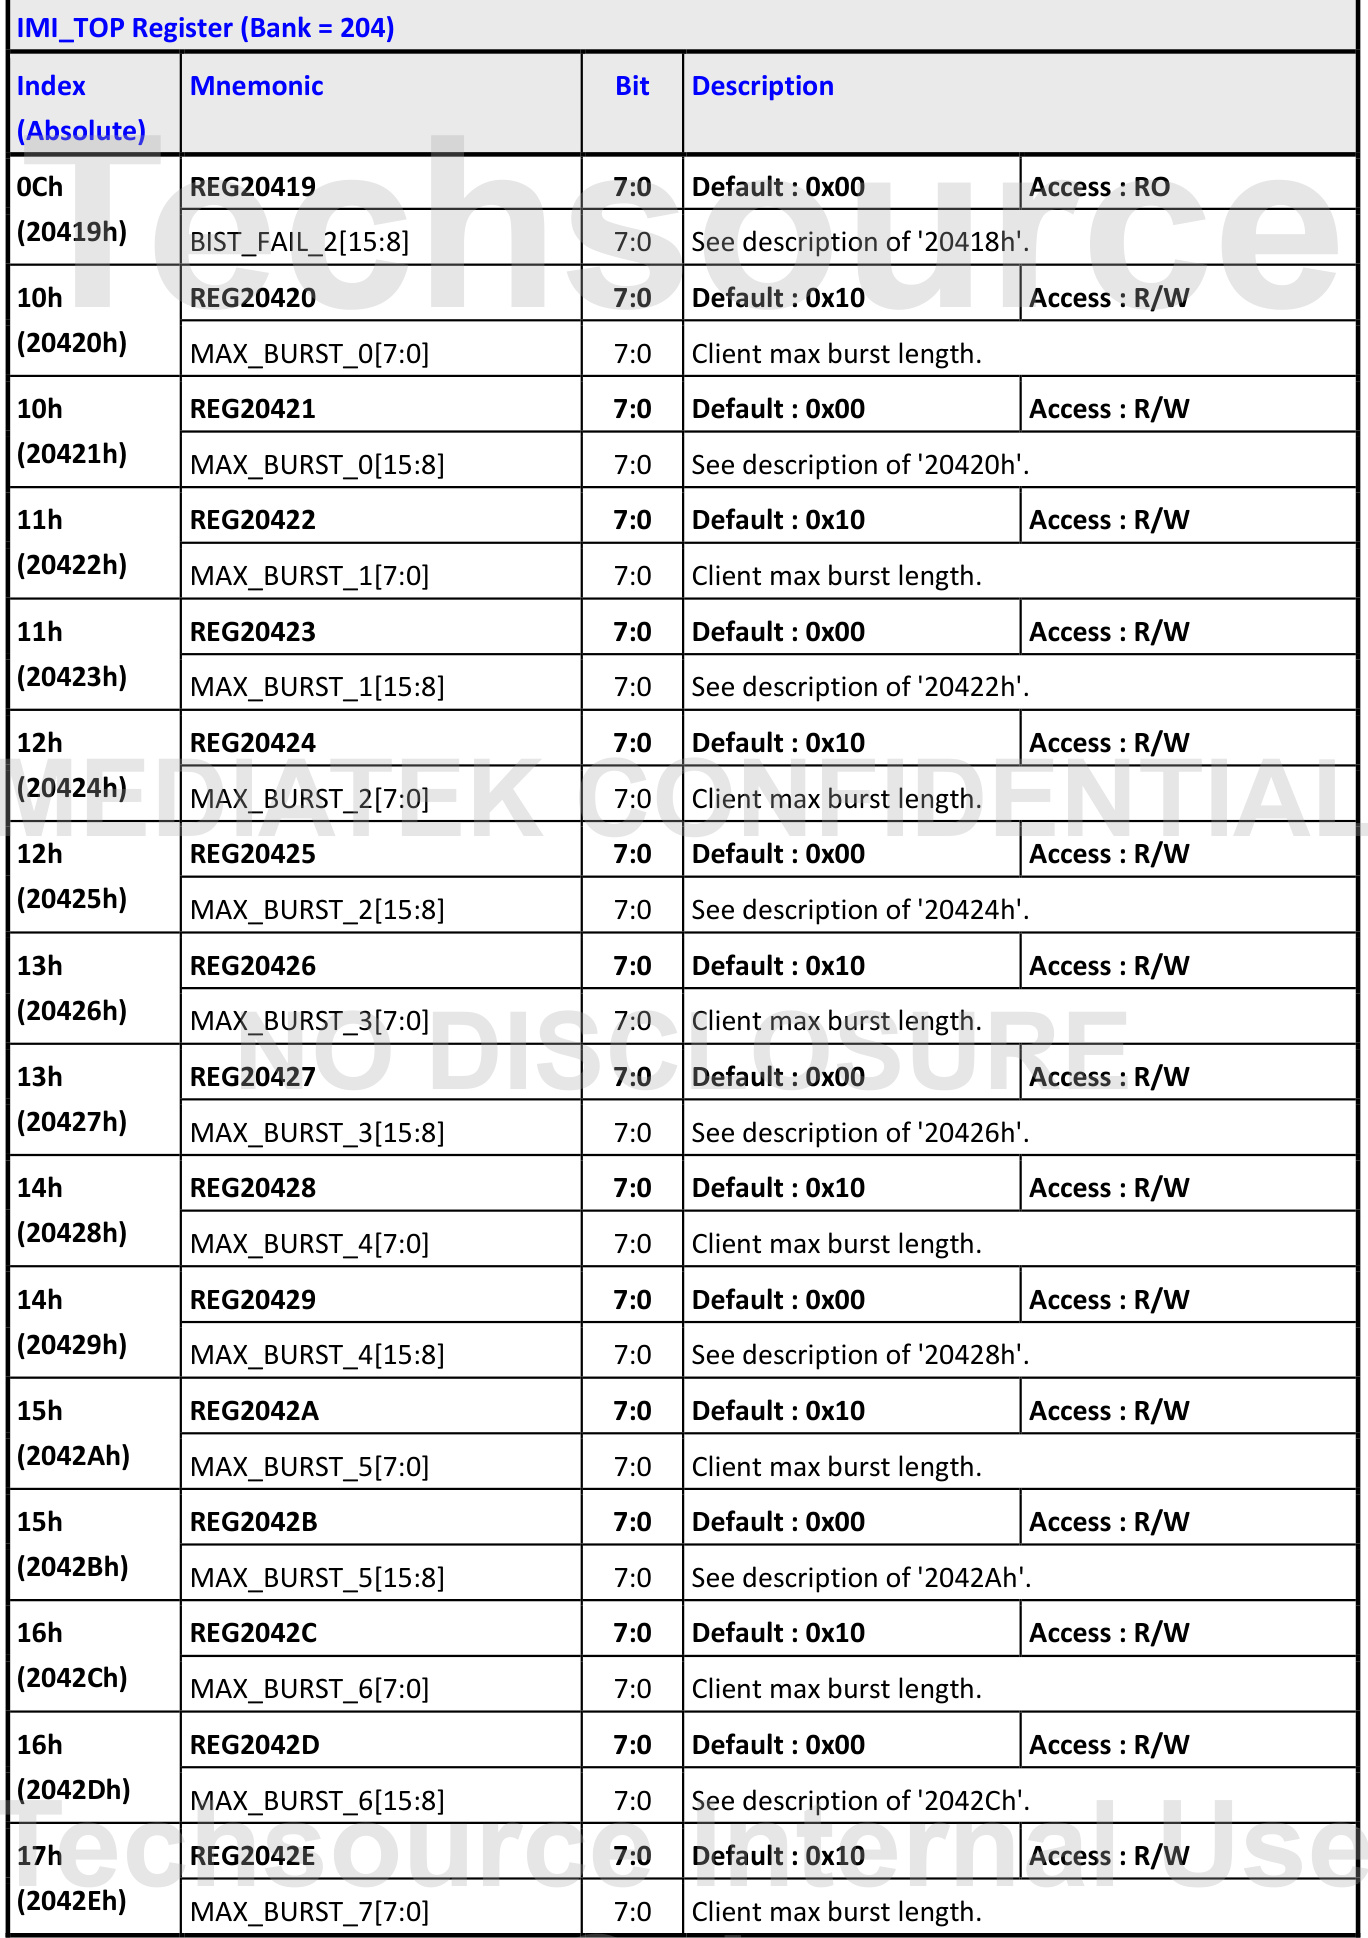 IMI_TOP Register (Bank = 204)
Index (Absolute) Mnemonic Bit Description
0Ch (20419h) REG20419 7:0 Default : 0x00 Access : RO
BIST_FAIL_2[15:8] 7:0 See description of '20418h'.
Techsource
10h (20420h) REG20420 7:0 Default : 0x10 Access : R/W
MAX_BURST_0[7:0] 7:0 Client max burst length.
10h (20421h) REG20421 7:0 Default : 0x00 Access : R/W
MAX_BURST_0[15:8] 7:0 See description of '20420h'.
11h (20422h) REG20422 7:0 Default : 0x10 Access : R/W
MAX_BURST_1[7:0] 7:0 Client max burst length.
11h (20423h) REG20423 7:0 Default : 0x00 Access : R/W
MAX_BURST_1[15:8] 7:0 See description of '20422h'.
12h (20424h) REG20424 7:0 Default : 0x10 Access : R/W
MAX_BURST_2[7:0] 7:0 Client max burst length.
MEDIATEK CONFIDENTIAL
12h (20425h) REG20425 7:0 Default : 0x00 Access : R/W
MAX_BURST_2[15:8] 7:0 See description of '20424h'.
13h (20426h) REG20426 7:0 Default : 0x10 Access : R/W
MAX_BURST_3[7:0] 7:0 Client max burst length.
NO DISCLOSURE
13h (20427h) REG20427 7:0 Default : 0x00 Access : R/W
MAX_BURST_3[15:8] 7:0 See description of '20426h'.
14h (20428h) REG20428 7:0 Default : 0x10 Access : R/W
MAX_BURST_4[7:0] 7:0 Client max burst length.
14h (20429h) REG20429 7:0 Default : 0x00 Access : R/W
MAX_BURST_4[15:8] 7:0 See description of '20428h'.
15h (2042Ah) REG2042A 7:0 Default : 0x10 Access : R/W
MAX_BURST_5[7:0] 7:0 Client max burst length.
15h (2042Bh) REG2042B 7:0 Default : 0x00 Access : R/W
MAX_BURST_5[15:8] 7:0 See description of '2042Ah'.
16h (2042Ch) REG2042C 7:0 Default : 0x10 Access : R/W
MAX_BURST_6[7:0] 7:0 Client max burst length.
16h (2042Dh) REG2042D 7:0 Default : 0x00 Access : R/W
MAX_BURST_6[15:8] 7:0 See description of '2042Ch'.
Techsource Internal Use
17h (2042Eh) REG2042E 7:0 Default : 0x10 Access : R/W
MAX_BURST_7[7:0] 7:0 Client max burst length.